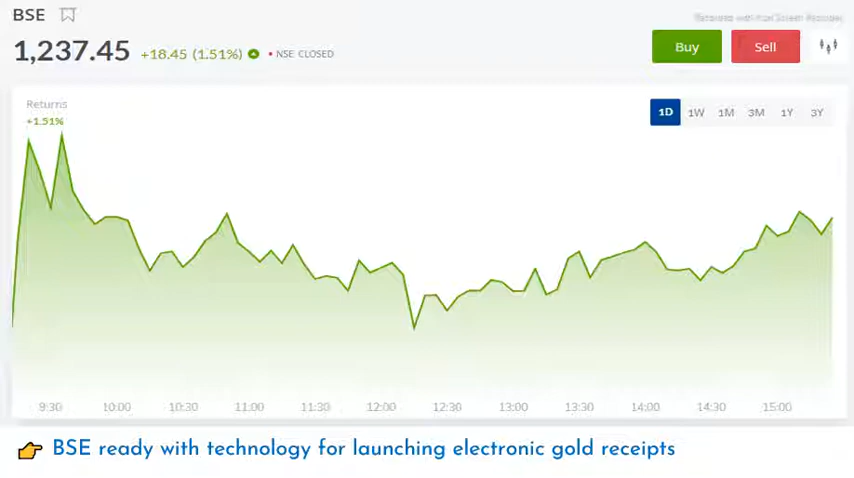 BSE
1,237.45 +18.45 (1.51%) • NSE CLOSED
Buy
Sell
Returns
+1.51%
1D 1W 1M 3M 1Y 3Y
9:30 10:00 10:30 11:00 11:30 12:00 12:30 13:00 13:30 14:00 14:30 15:00
👉 BSE ready with technology for launching electronic gold receipts